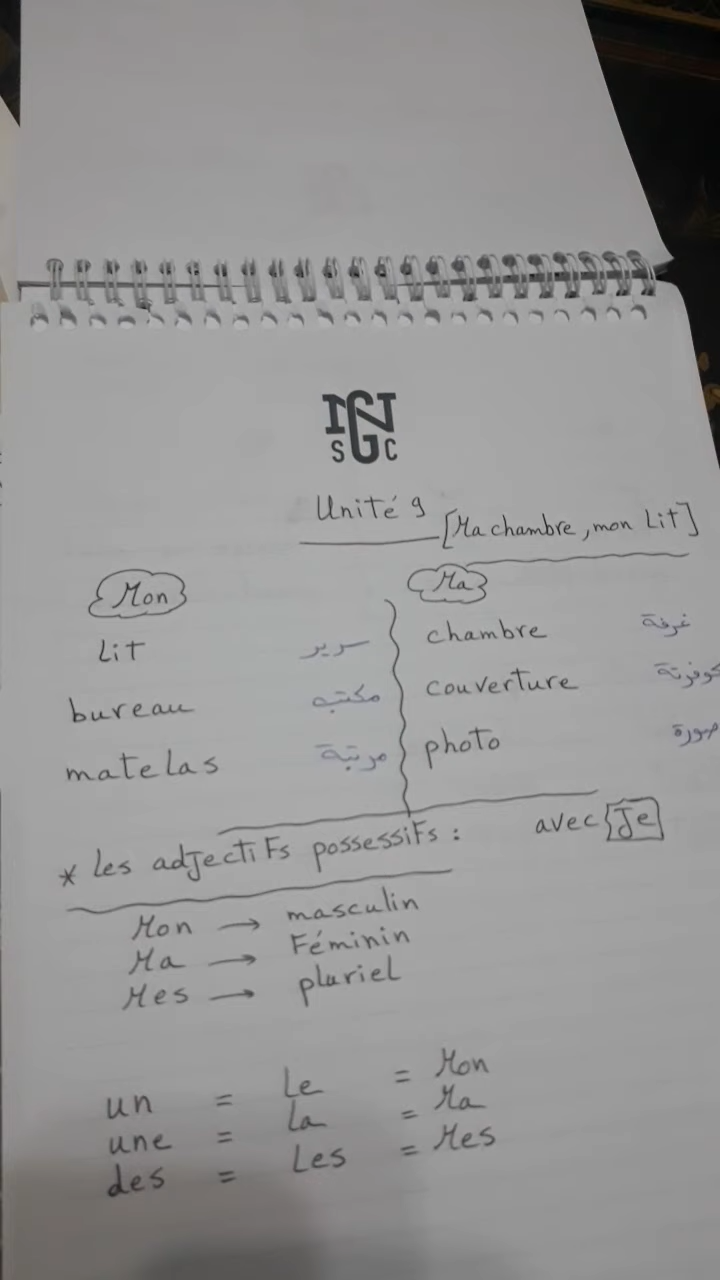 INGT
SC
Unité 9 [Ma chambre, mon Lit]
Mon
Ma
Lit سرير chambre غرفة
bureau مكتب couverture كوفرتة
matelas مرتبة photo صورة
* Les adjectifs possessifs : avec Je
Mon → masculin
Ma → Féminin
Mes → pluriel
un = Le = Mon
une = la = Ma
des = Les = Mes